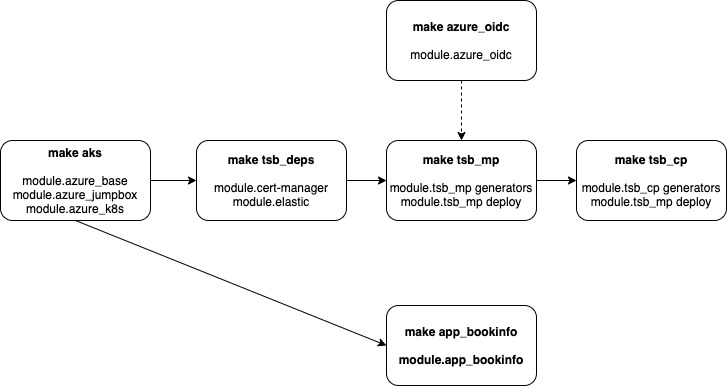 make azure_oidc
module.azure_oidc
make aks
module.azure_base
module.azure_jumpbox
module.azure_k8s
make tsb_deps
module.cert-manager
module.elastic
make tsb_mp
module.tsb_mp generators
module.tsb_mp deploy
make tsb_cp
module.tsb_cp generators
module.tsb_mp deploy
make app_bookinfo
module.app_bookinfo